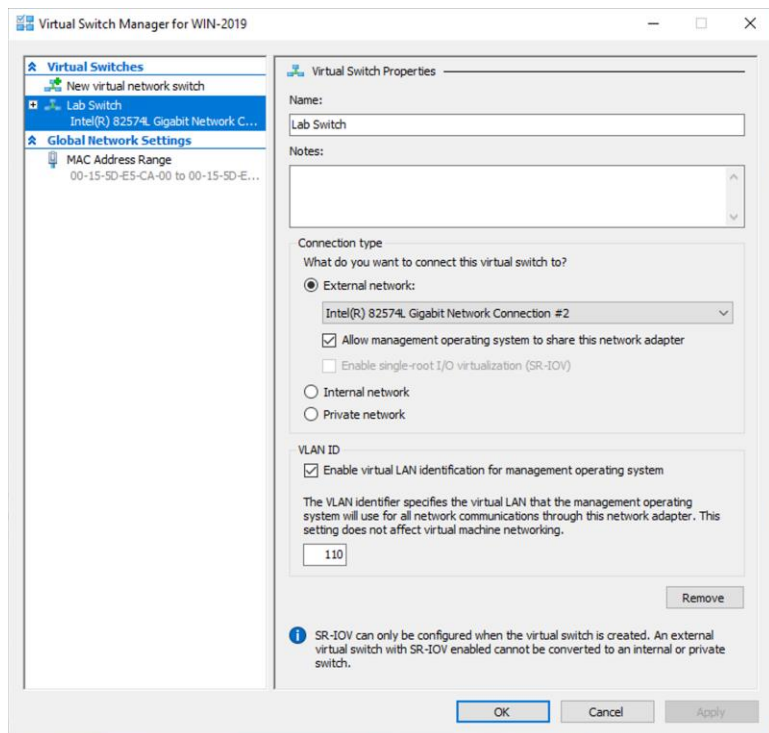 Virtual Switch Manager for WIN-2019
Virtual Switches
New virtual network switch
Lab Switch
Intel(R) 82574L Gigabit Network C...
Global Network Settings
MAC Address Range
00-15-5D-E5-CA-00 to 00-15-5D-E...
Virtual Switch Properties
Name:
Lab Switch
Notes:
Connection type
What do you want to connect this virtual switch to?
External network:
Intel(R) 82574L Gigabit Network Connection #2
Allow management operating system to share this network adapter
Enable single-root I/O virtualization (SR-IOV)
Internal network
Private network
VLAN ID
Enable virtual LAN identification for management operating system
The VLAN identifier specifies the virtual LAN that the management operating
system will use for all network communications through this network adapter. This
setting does not affect virtual machine networking.
110
Remove
SR-IOV can only be configured when the virtual switch is created. An external
virtual switch with SR-IOV enabled cannot be converted to an internal or private
switch.
OK
Cancel
Apply